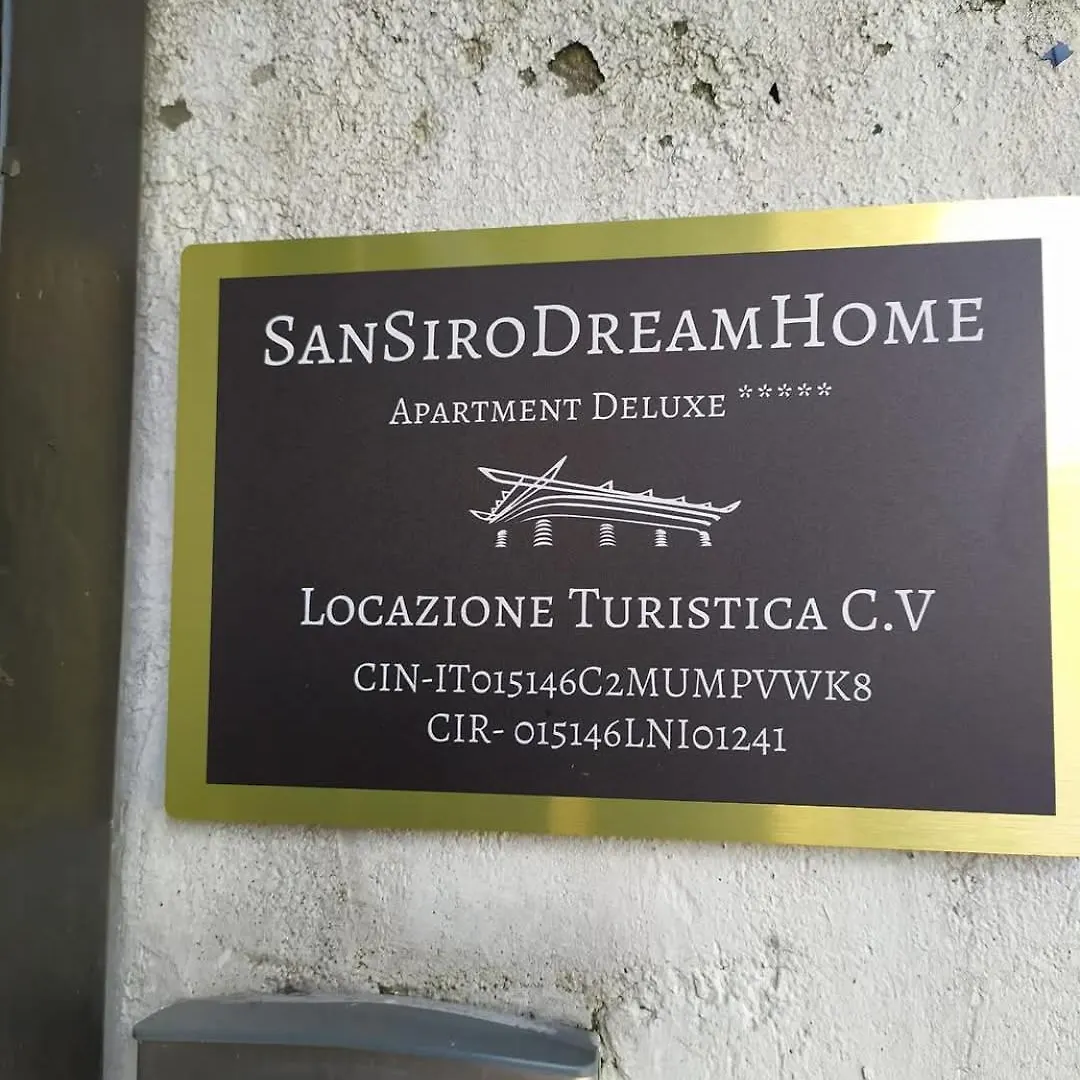 SanSiroDreamHome
Apartment Deluxe *****
Locazione Turistica C.V
CIN-IT015146C2MUMPVWK8
CIR- 015146LNI01241